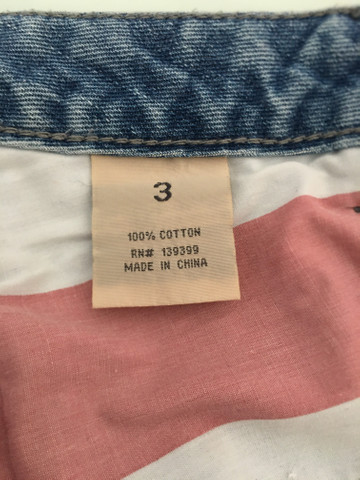 3
100% COTTON
RN# 139399
MADE IN CHINA